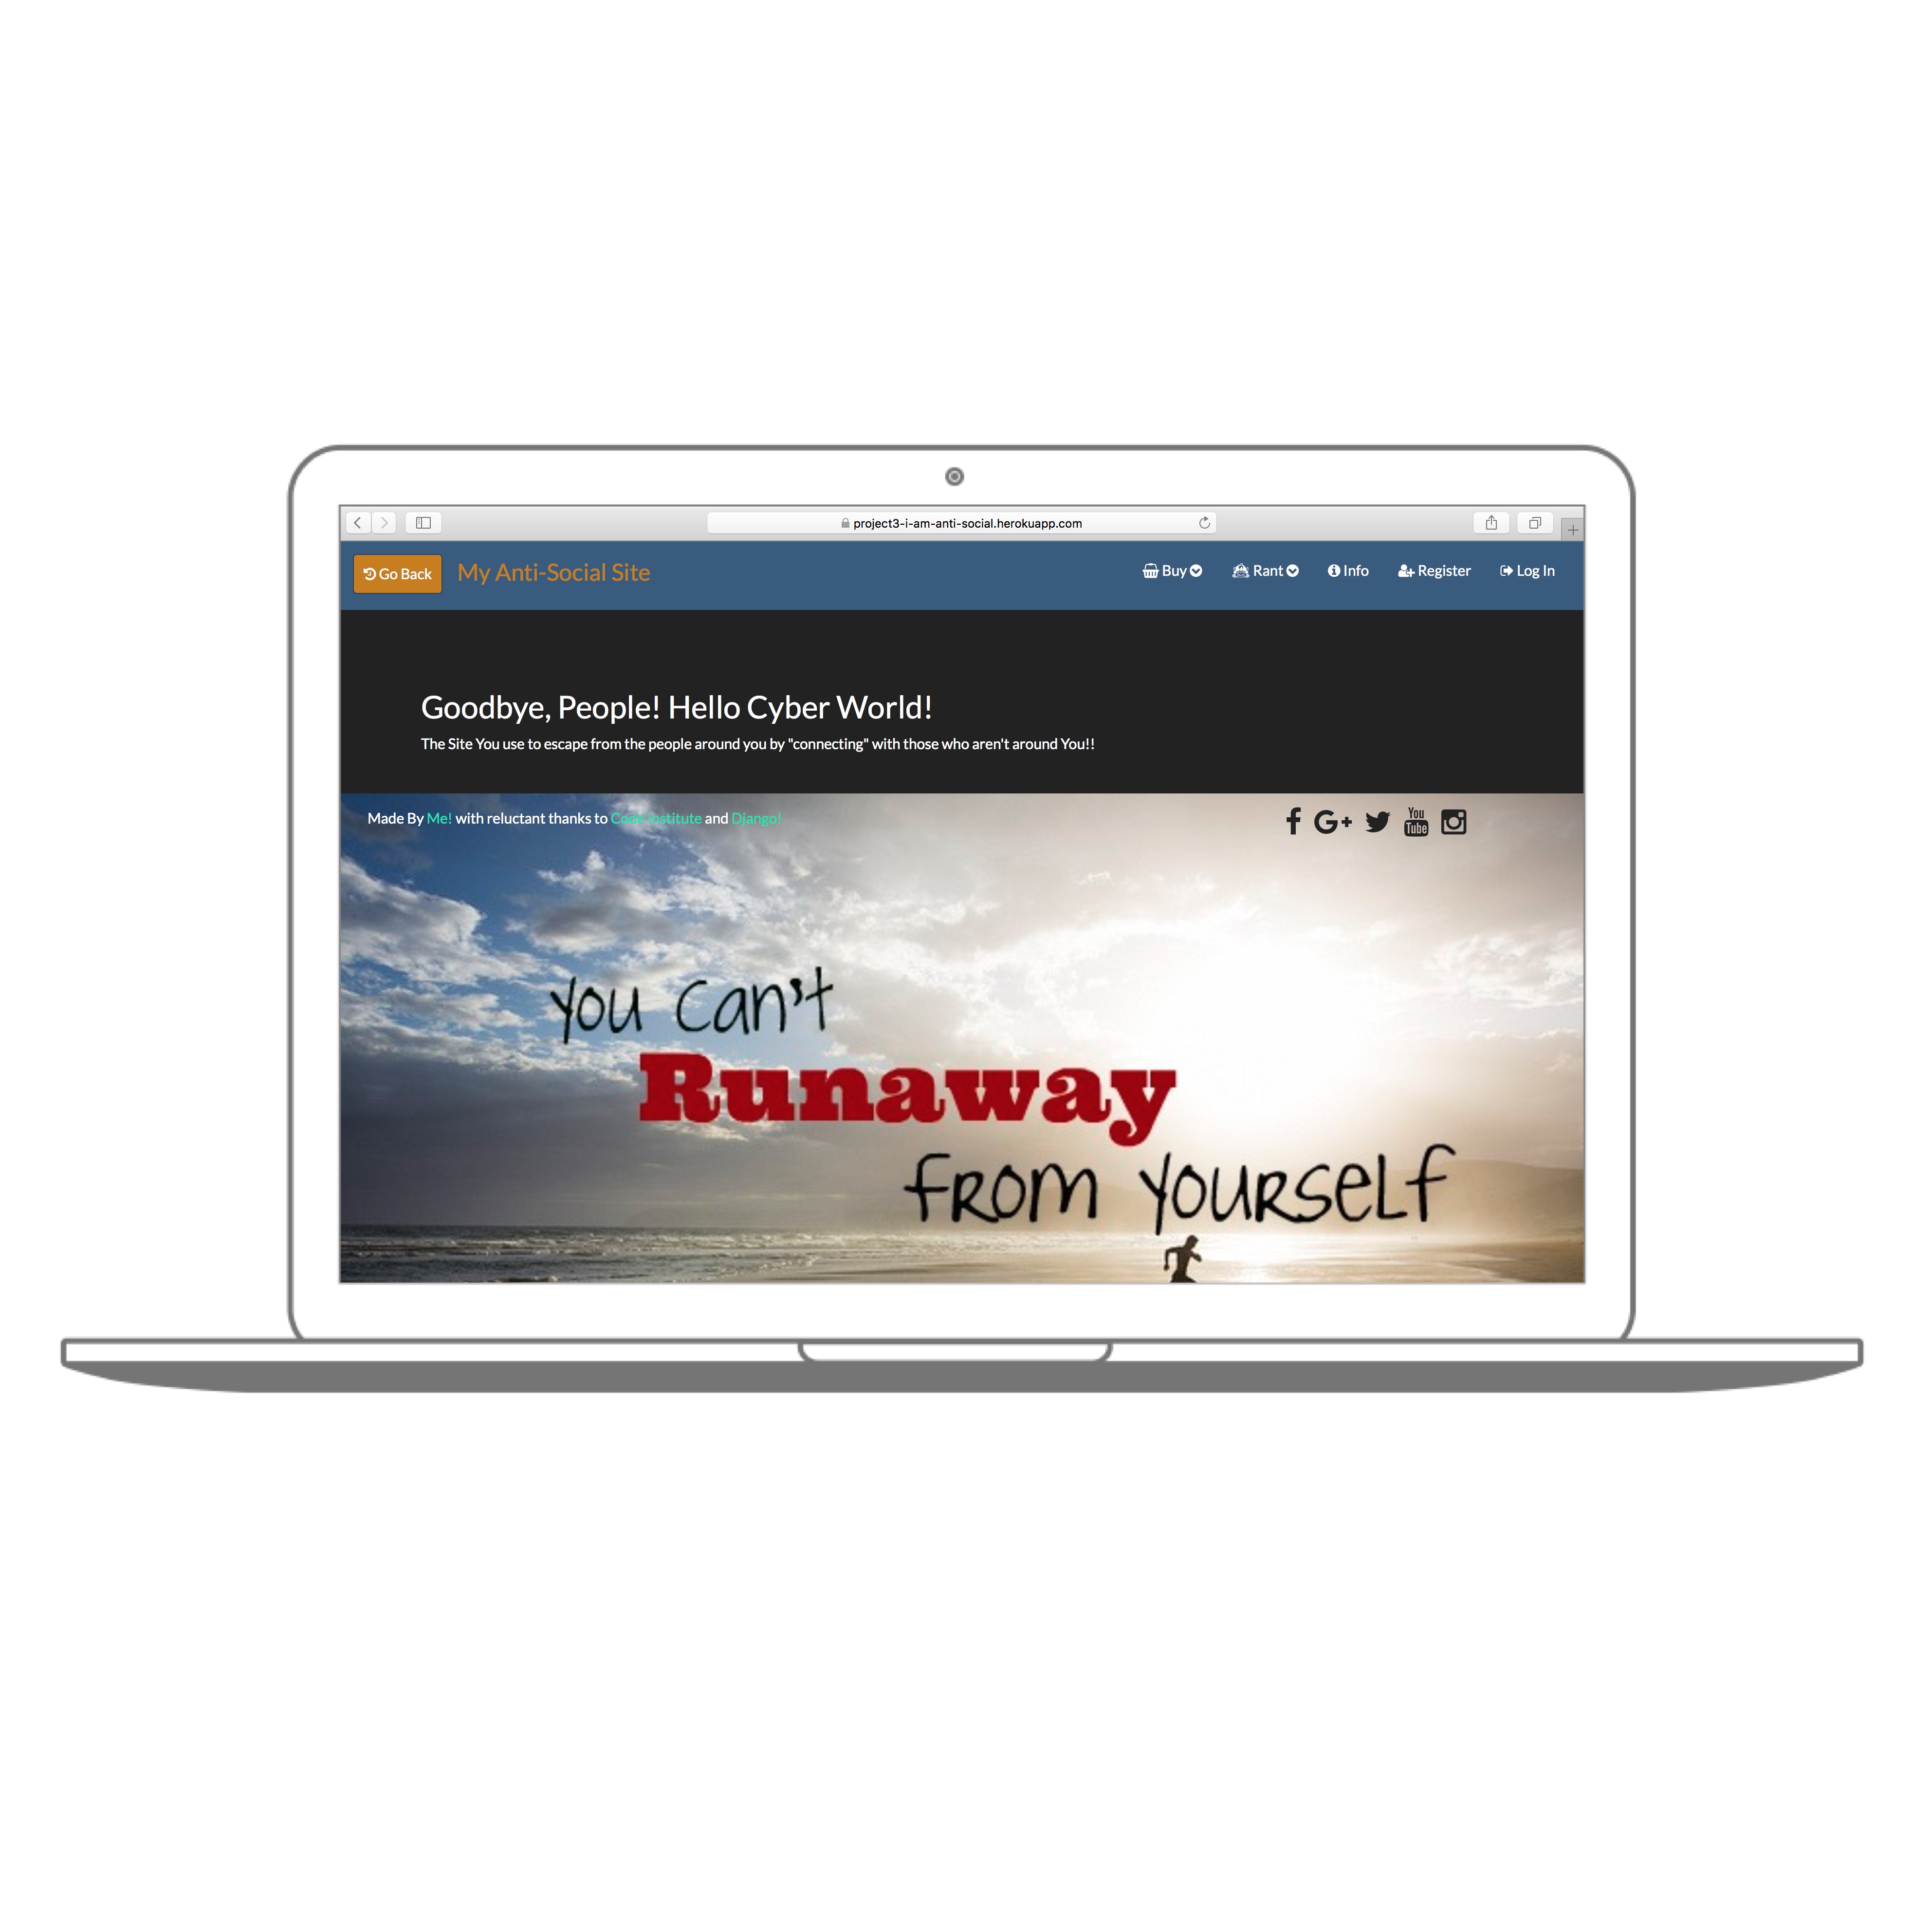 project3-i-am-anti-social.herokuapp.com
Go Back My Anti-Social Site Buy Rant Info Register Log In
Goodbye, People! Hello Cyber World!
The Site You use to escape from the people around you by "connecting" with those who aren't around You!!
Made By Me! with reluctant thanks to Code Institute and Django!
f G+ You Tube
you can't
Runaway
from yourself